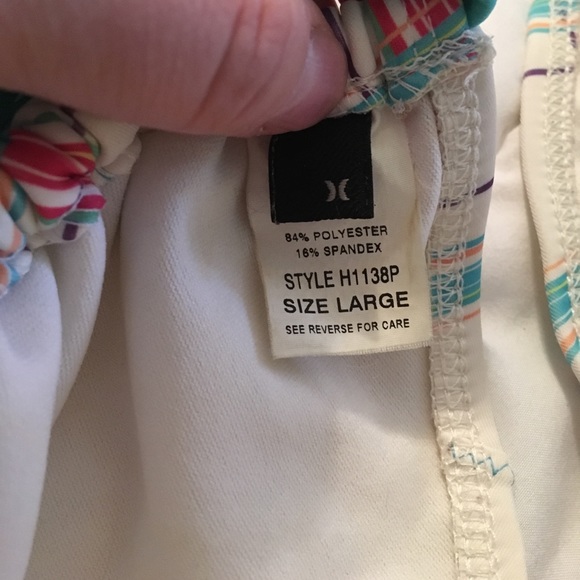 84% POLYESTER
16% SPANDEX
STYLE H1138P
SIZE LARGE
SEE REVERSE FOR CARE